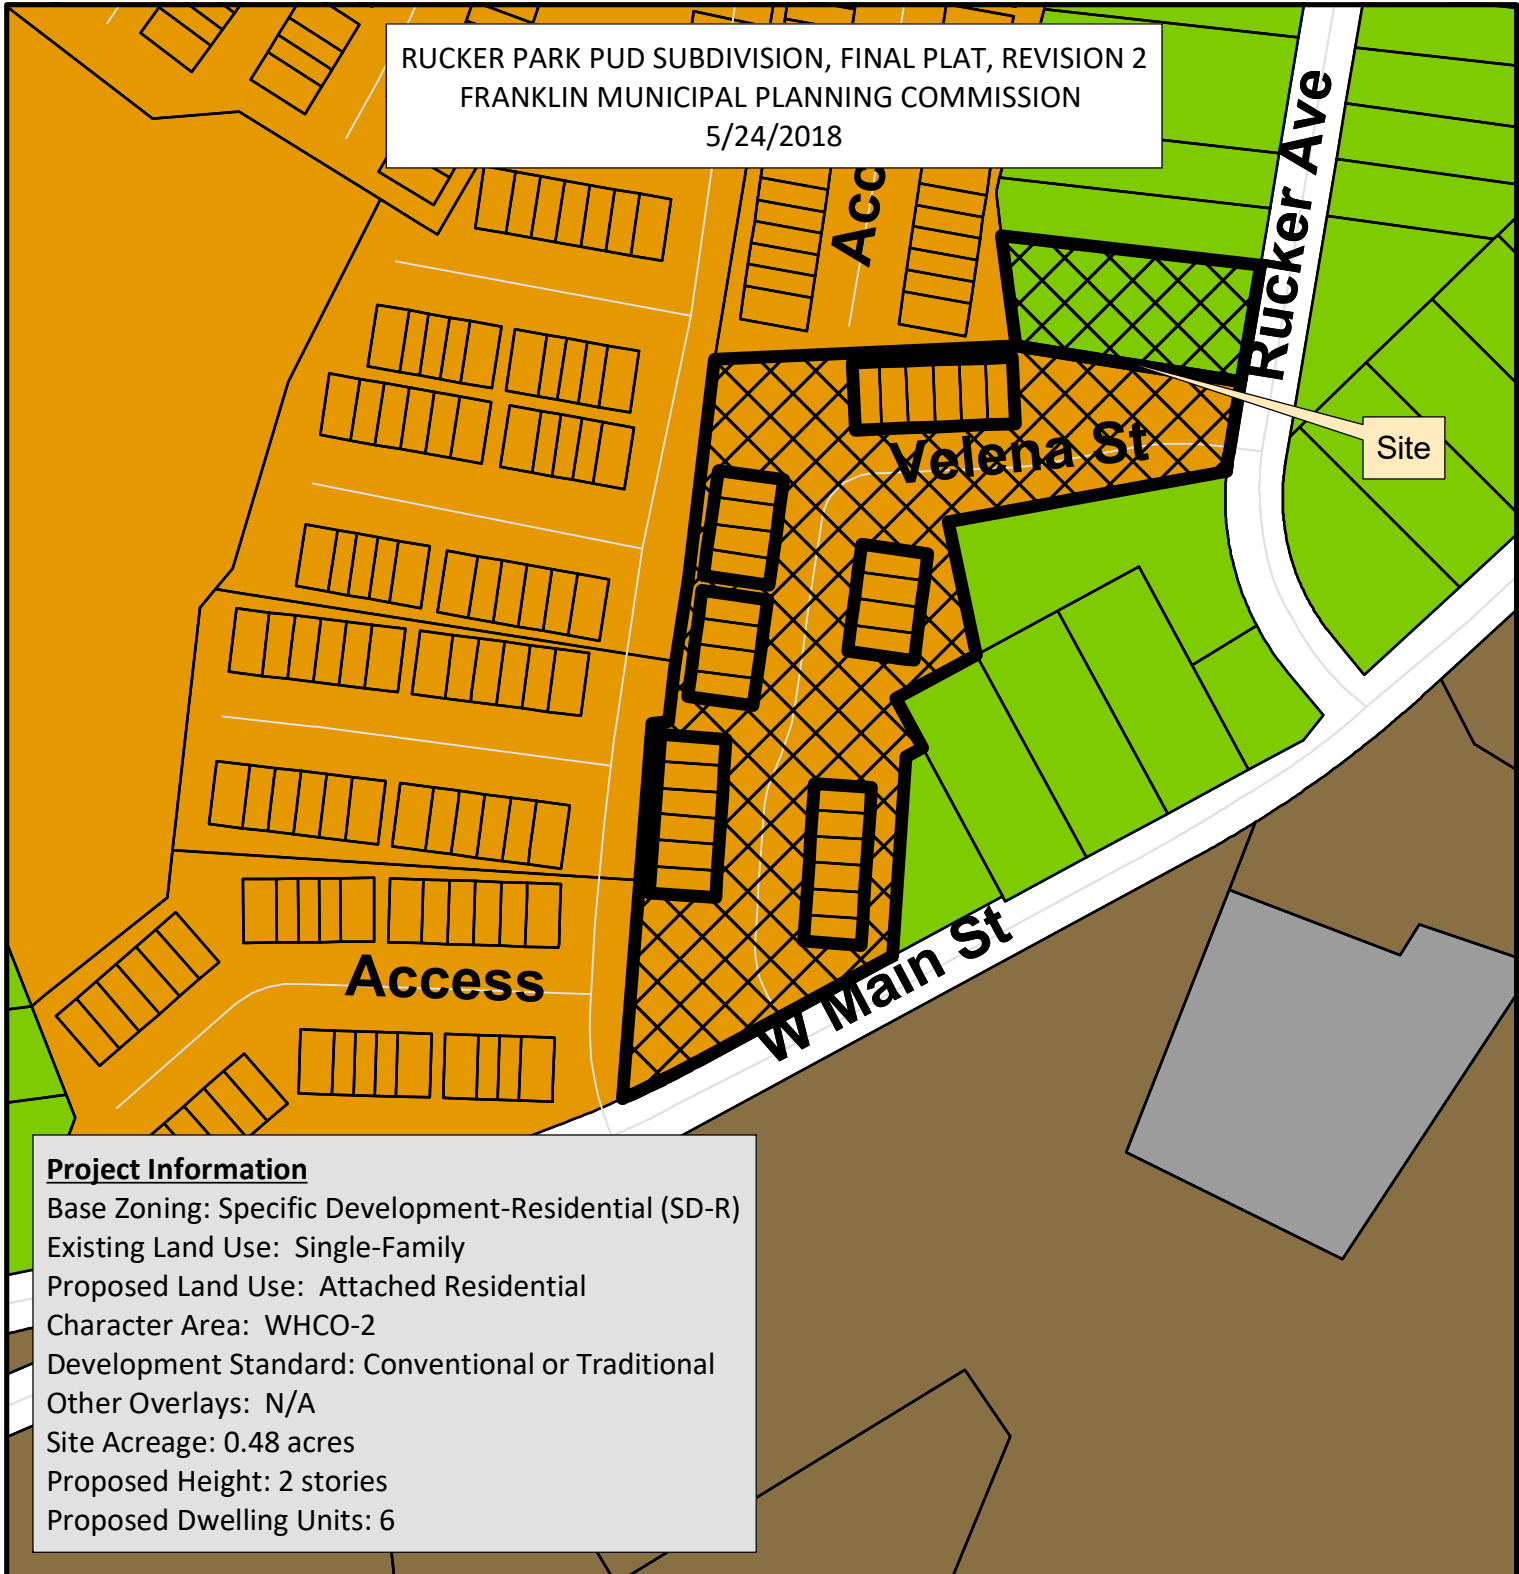 RUCKER PARK PUD SUBDIVISION, FINAL PLAT, REVISION 2
FRANKLIN MUNICIPAL PLANNING COMMISSION
5/24/2018
Acc
Rucker Ave
Site
Velena St
Access
W Main St
Project Information
Base Zoning: Specific Development-Residential (SD-R)
Existing Land Use: Single-Family
Proposed Land Use: Attached Residential
Character Area: WHCO-2
Development Standard: Conventional or Traditional
Other Overlays: N/A
Site Acreage: 0.48 acres
Proposed Height: 2 stories
Proposed Dwelling Units: 6